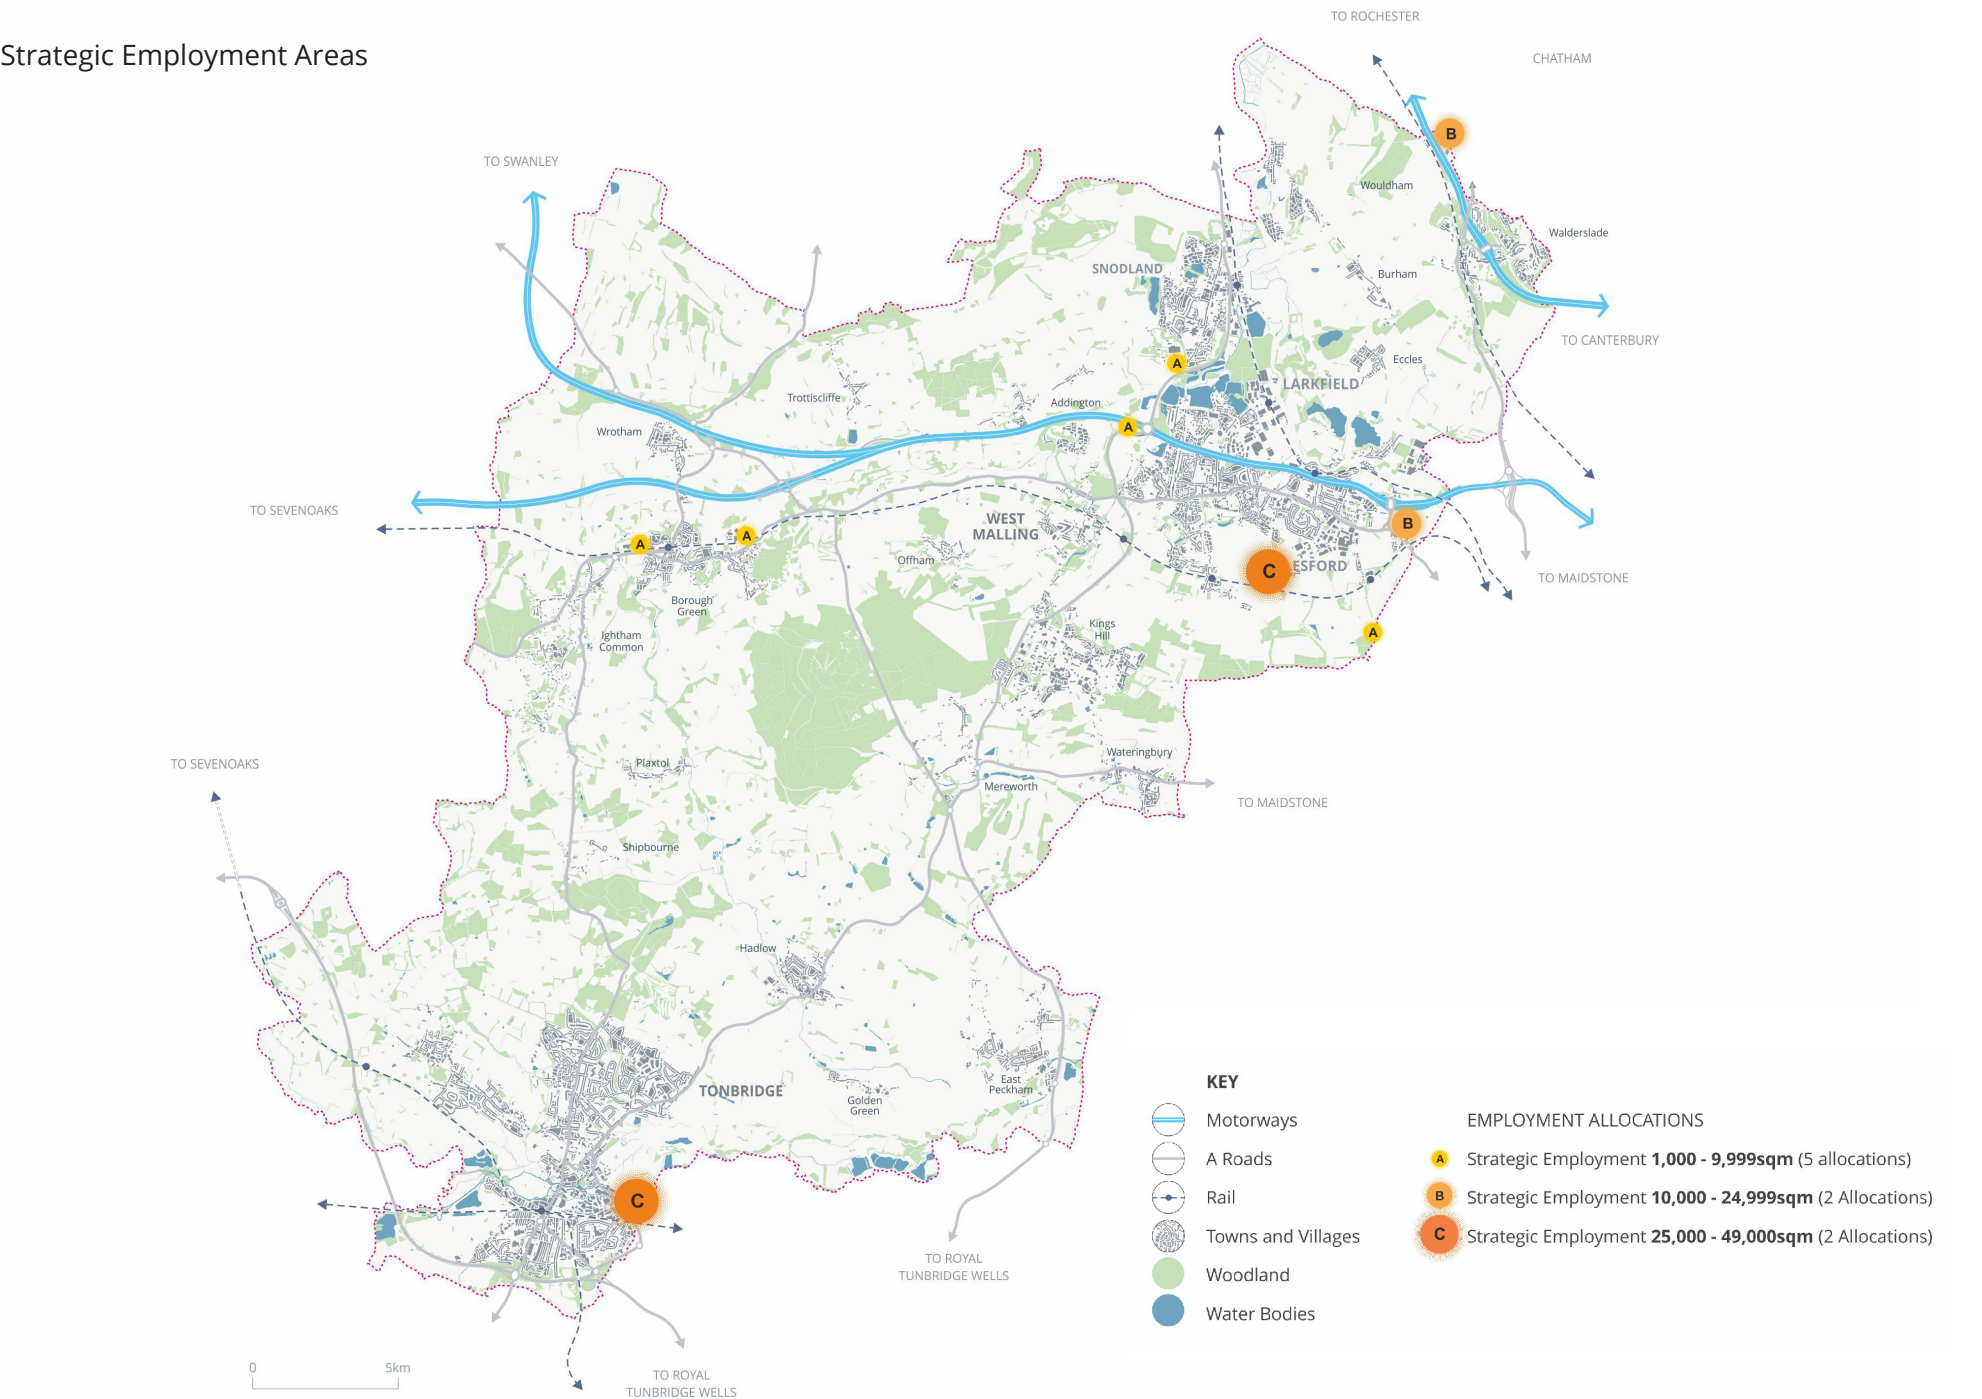 Strategic Employment Areas
TO ROCHESTER
CHATHAM
B
TO SWANLEY
Wouldham
Walderslade
SNODLAND
Burham
TO CANTERBURY
A
Eccles
LARKFIELD
Trottiscliffe
Addington
A
Wrotham
TO SEVENOAKS
WEST
MALLING
B
A
A
Offham
C
ESFORD
TO MAIDSTONE
Borough
Green
Ightham
Common
Kings
Hill
A
TO SEVENOAKS
Plaxtol
Wateringbury
Mereworth
TO MAIDSTONE
Shipbourne
Hadlow
TONBRIDGE
Golden
Green
East
Peckham
C
TO ROYAL
TUNBRIDGE WELLS
TO ROYAL
TUNBRIDGE WELLS
0 5km
KEY
Motorways
A Roads
Rail
Towns and Villages
Woodland
Water Bodies
EMPLOYMENT ALLOCATIONS
A Strategic Employment 1,000 - 9,999sqm (5 allocations)
B Strategic Employment 10,000 - 24,999sqm (2 Allocations)
C Strategic Employment 25,000 - 49,000sqm (2 Allocations)